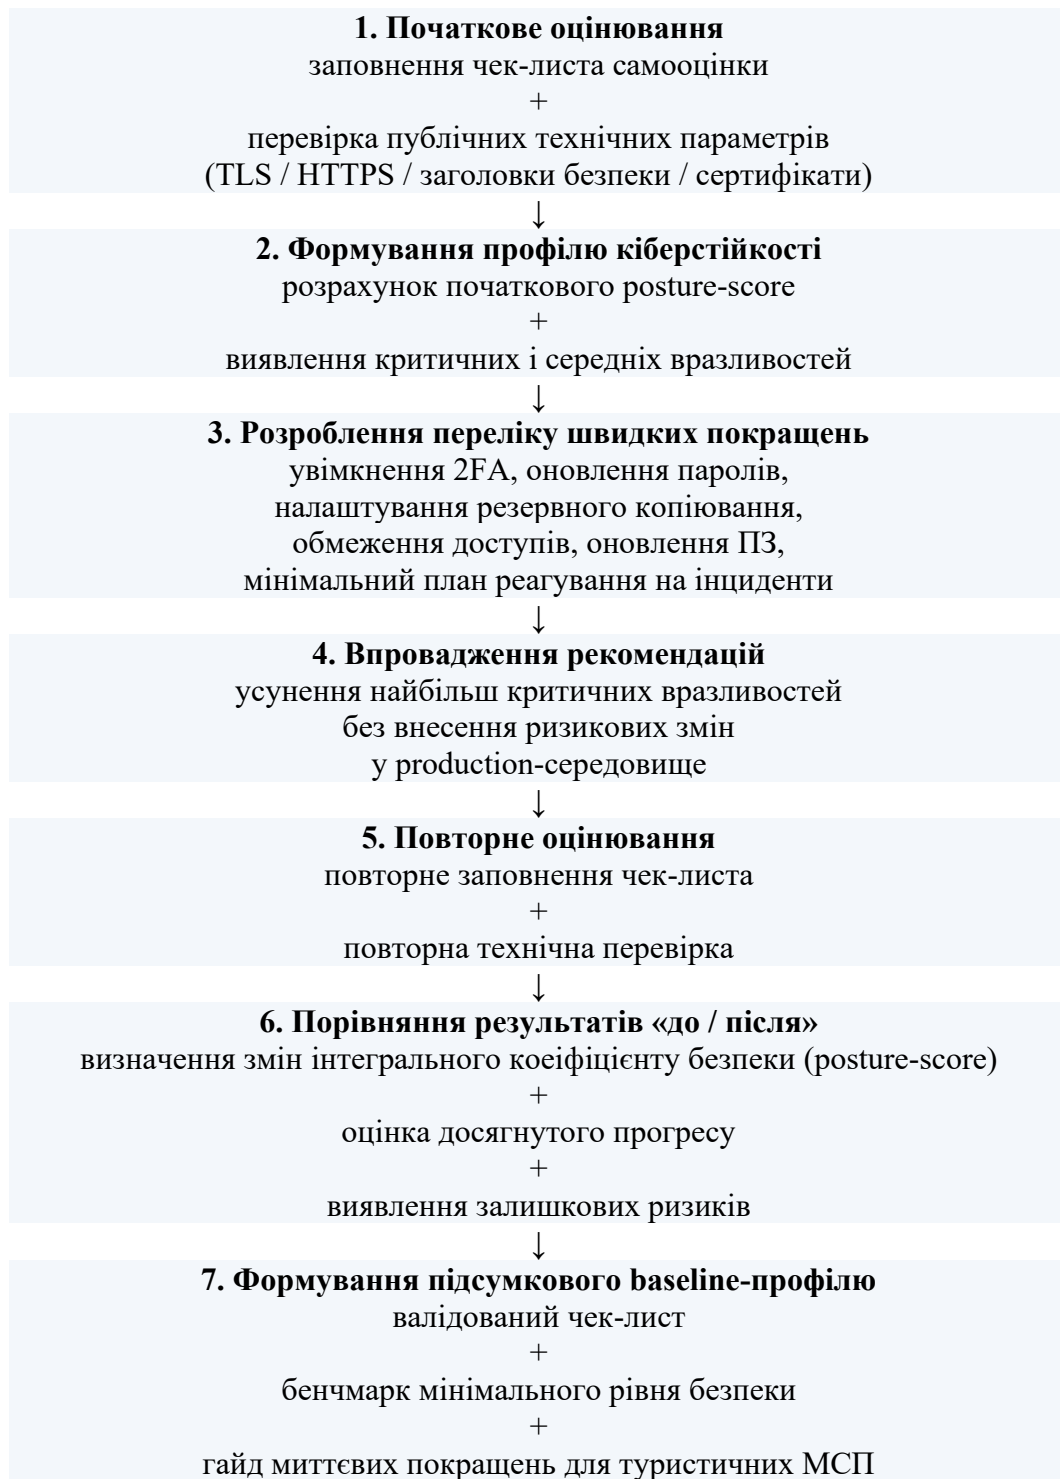 1. Початкове оцінювання
заповнення чек-листа самооцінки
+
перевірка публічних технічних параметрів
(TLS / HTTPS / заголовки безпеки / сертифікати)
↓
2. Формування профілю кіберстійкості
розрахунок початкового posture-score
+
виявлення критичних і середніх вразливостей
↓
3. Розроблення переліку швидких покращень
увімкнення 2FA, оновлення паролів,
налаштування резервного копіювання,
обмеження доступів, оновлення ПЗ,
мінімальний план реагування на інциденти
↓
4. Впровадження рекомендацій
усунення найбільш критичних вразливостей
без внесення ризикових змін
у production-середовище
↓
5. Повторне оцінювання
повторне заповнення чек-листа
+
повторна технічна перевірка
↓
6. Порівняння результатів «до / після»
визначення змін інтегрального коеіфіцієнту безпеки (posture-score)
+
оцінка досягнутого прогресу
+
виявлення залишкових ризиків
↓
7. Формування підсумкового baseline-профілю
валідований чек-лист
+
бенчмарк мінімального рівня безпеки
+
гайд миттєвих покращень для туристичних МСП